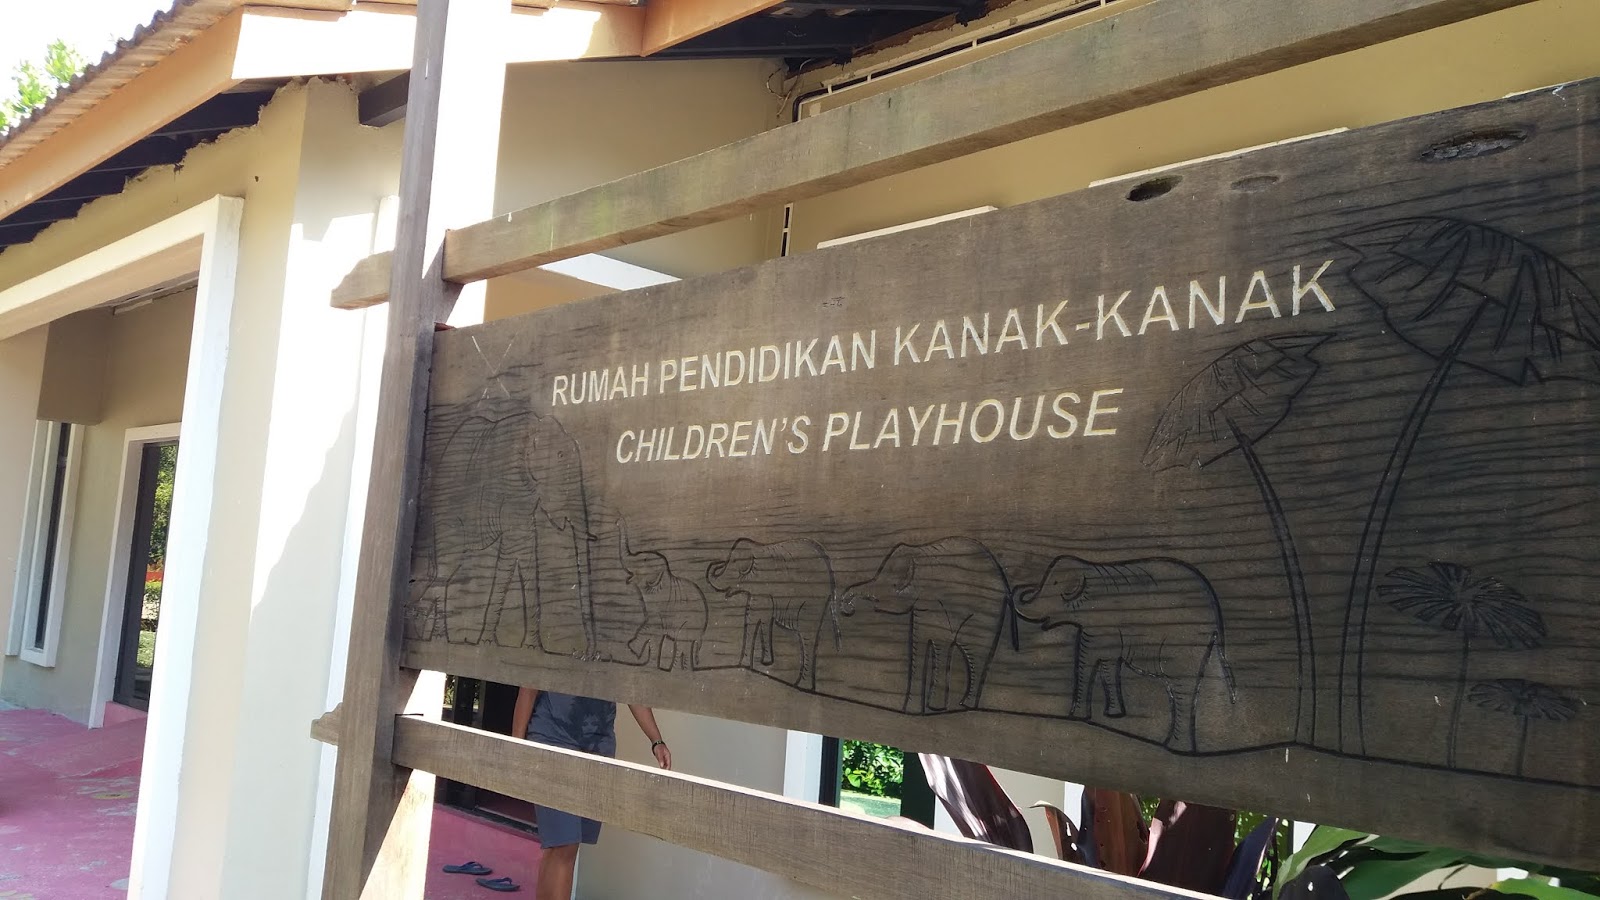 RUMAH PENDIDIKAN KANAK-KANAK
CHILDREN'S PLAYHOUSE